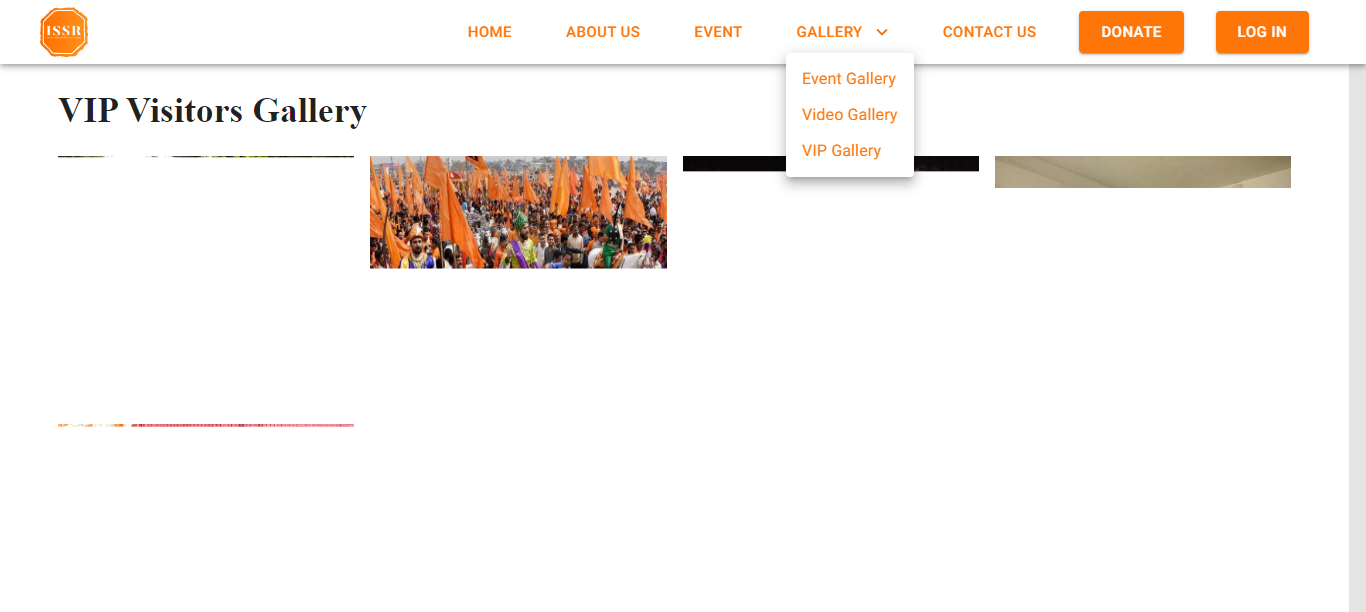 ISSR
HOME ABOUT US EVENT GALLERY CONTACT US DONATE LOG IN
Event Gallery
Video Gallery
VIP Gallery
VIP Visitors Gallery